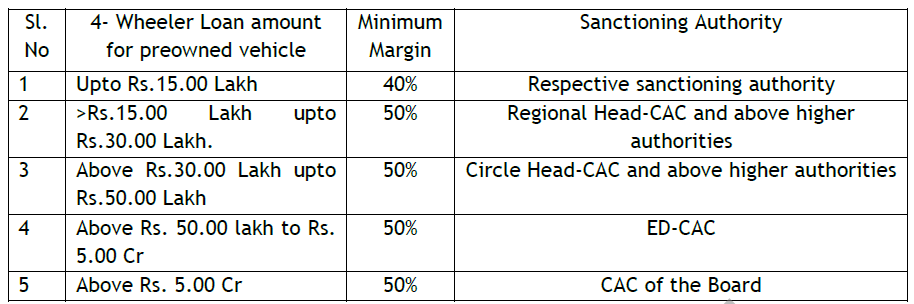 Sl. No | 4- Wheeler Loan amount for preowned vehicle | Minimum Margin | Sanctioning Authority
1 | Upto Rs.15.00 Lakh | 40% | Respective sanctioning authority
2 | >Rs.15.00 Lakh upto Rs.30.00 Lakh. | 50% | Regional Head-CAC and above higher authorities
3 | Above Rs.30.00 Lakh upto Rs.50.00 Lakh | 50% | Circle Head-CAC and above higher authorities
4 | Above Rs. 50.00 lakh to Rs. 5.00 Cr | 50% | ED-CAC
5 | Above Rs. 5.00 Cr | 50% | CAC of the Board